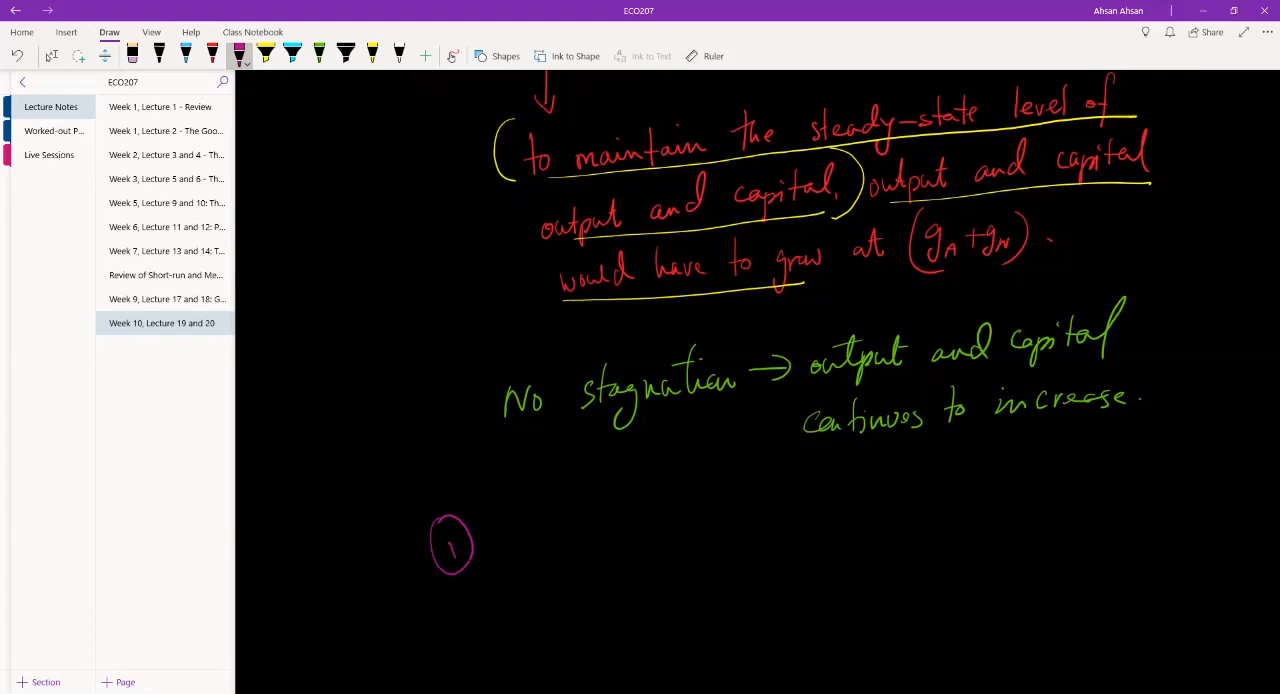 ECO207
Ahsan Ahsan
Home Insert Draw View Help Class Notebook
Share
Shapes Ink to Shape Ink to Text Ruler
ECO207
Lecture Notes
Worked-out P...
Live Sessions
Week 1, Lecture 1 - Review
Week 1, Lecture 2 - The Goo...
Week 2, Lecture 3 and 4 - Th...
Week 3, Lecture 5 and 6 - Th...
Week 5, Lecture 9 and 10: Th...
Week 6, Lecture 11 and 12: P...
Week 7, Lecture 13 and 14: T...
Review of Short-run and Me...
Week 9, Lecture 17 and 18: G...
Week 10, Lecture 19 and 20
to maintain the steady-state level of
output and capital, output and capital
would have to grow at (gA + gN).
No stagnation → output and capital
continues to increase.
1
+ Section
+ Page